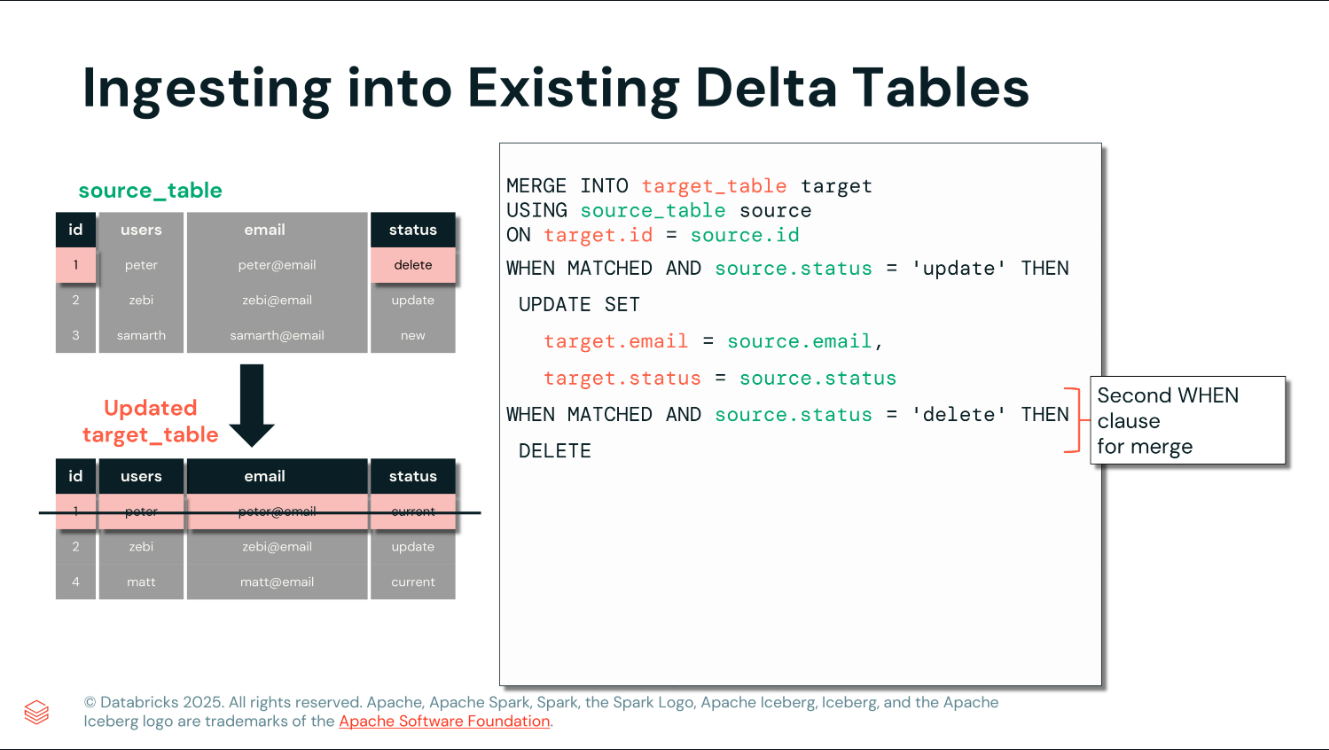 Ingesting into Existing Delta Tables
source_table
id users email status
1 peter peter@email delete
2 zebi zebi@email update
3 samarth samarth@email new
Updated
target_table
id users email status
1 peter peter@email current
2 zebi zebi@email update
4 matt matt@email current
MERGE INTO target_table target
USING source_table source
ON target.id = source.id
WHEN MATCHED AND source.status = 'update' THEN
UPDATE SET
target.email = source.email,
target.status = source.status
WHEN MATCHED AND source.status = 'delete' THEN
DELETE
Second WHEN
clause
for merge
© Databricks 2025. All rights reserved. Apache, Apache Spark, Spark, the Spark Logo, Apache Iceberg, Iceberg, and the Apache
Iceberg logo are trademarks of the Apache Software Foundation.